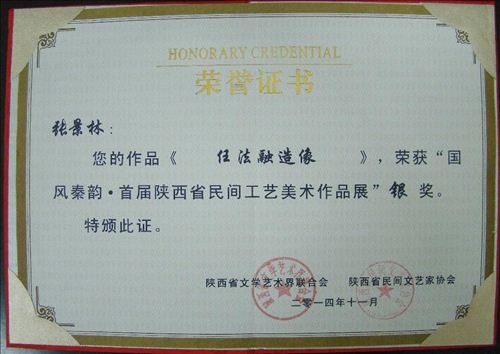 HONORARY CREDENTIAL
荣誉证书
张景林：
您的作品《 任法融造像 》，荣获“国
风秦韵·首届陕西省民间工艺美术作品展”银奖。
特颁此证。
陕西省文学艺术界联合会 陕西省民间文艺家协会
二〇一四年十一月